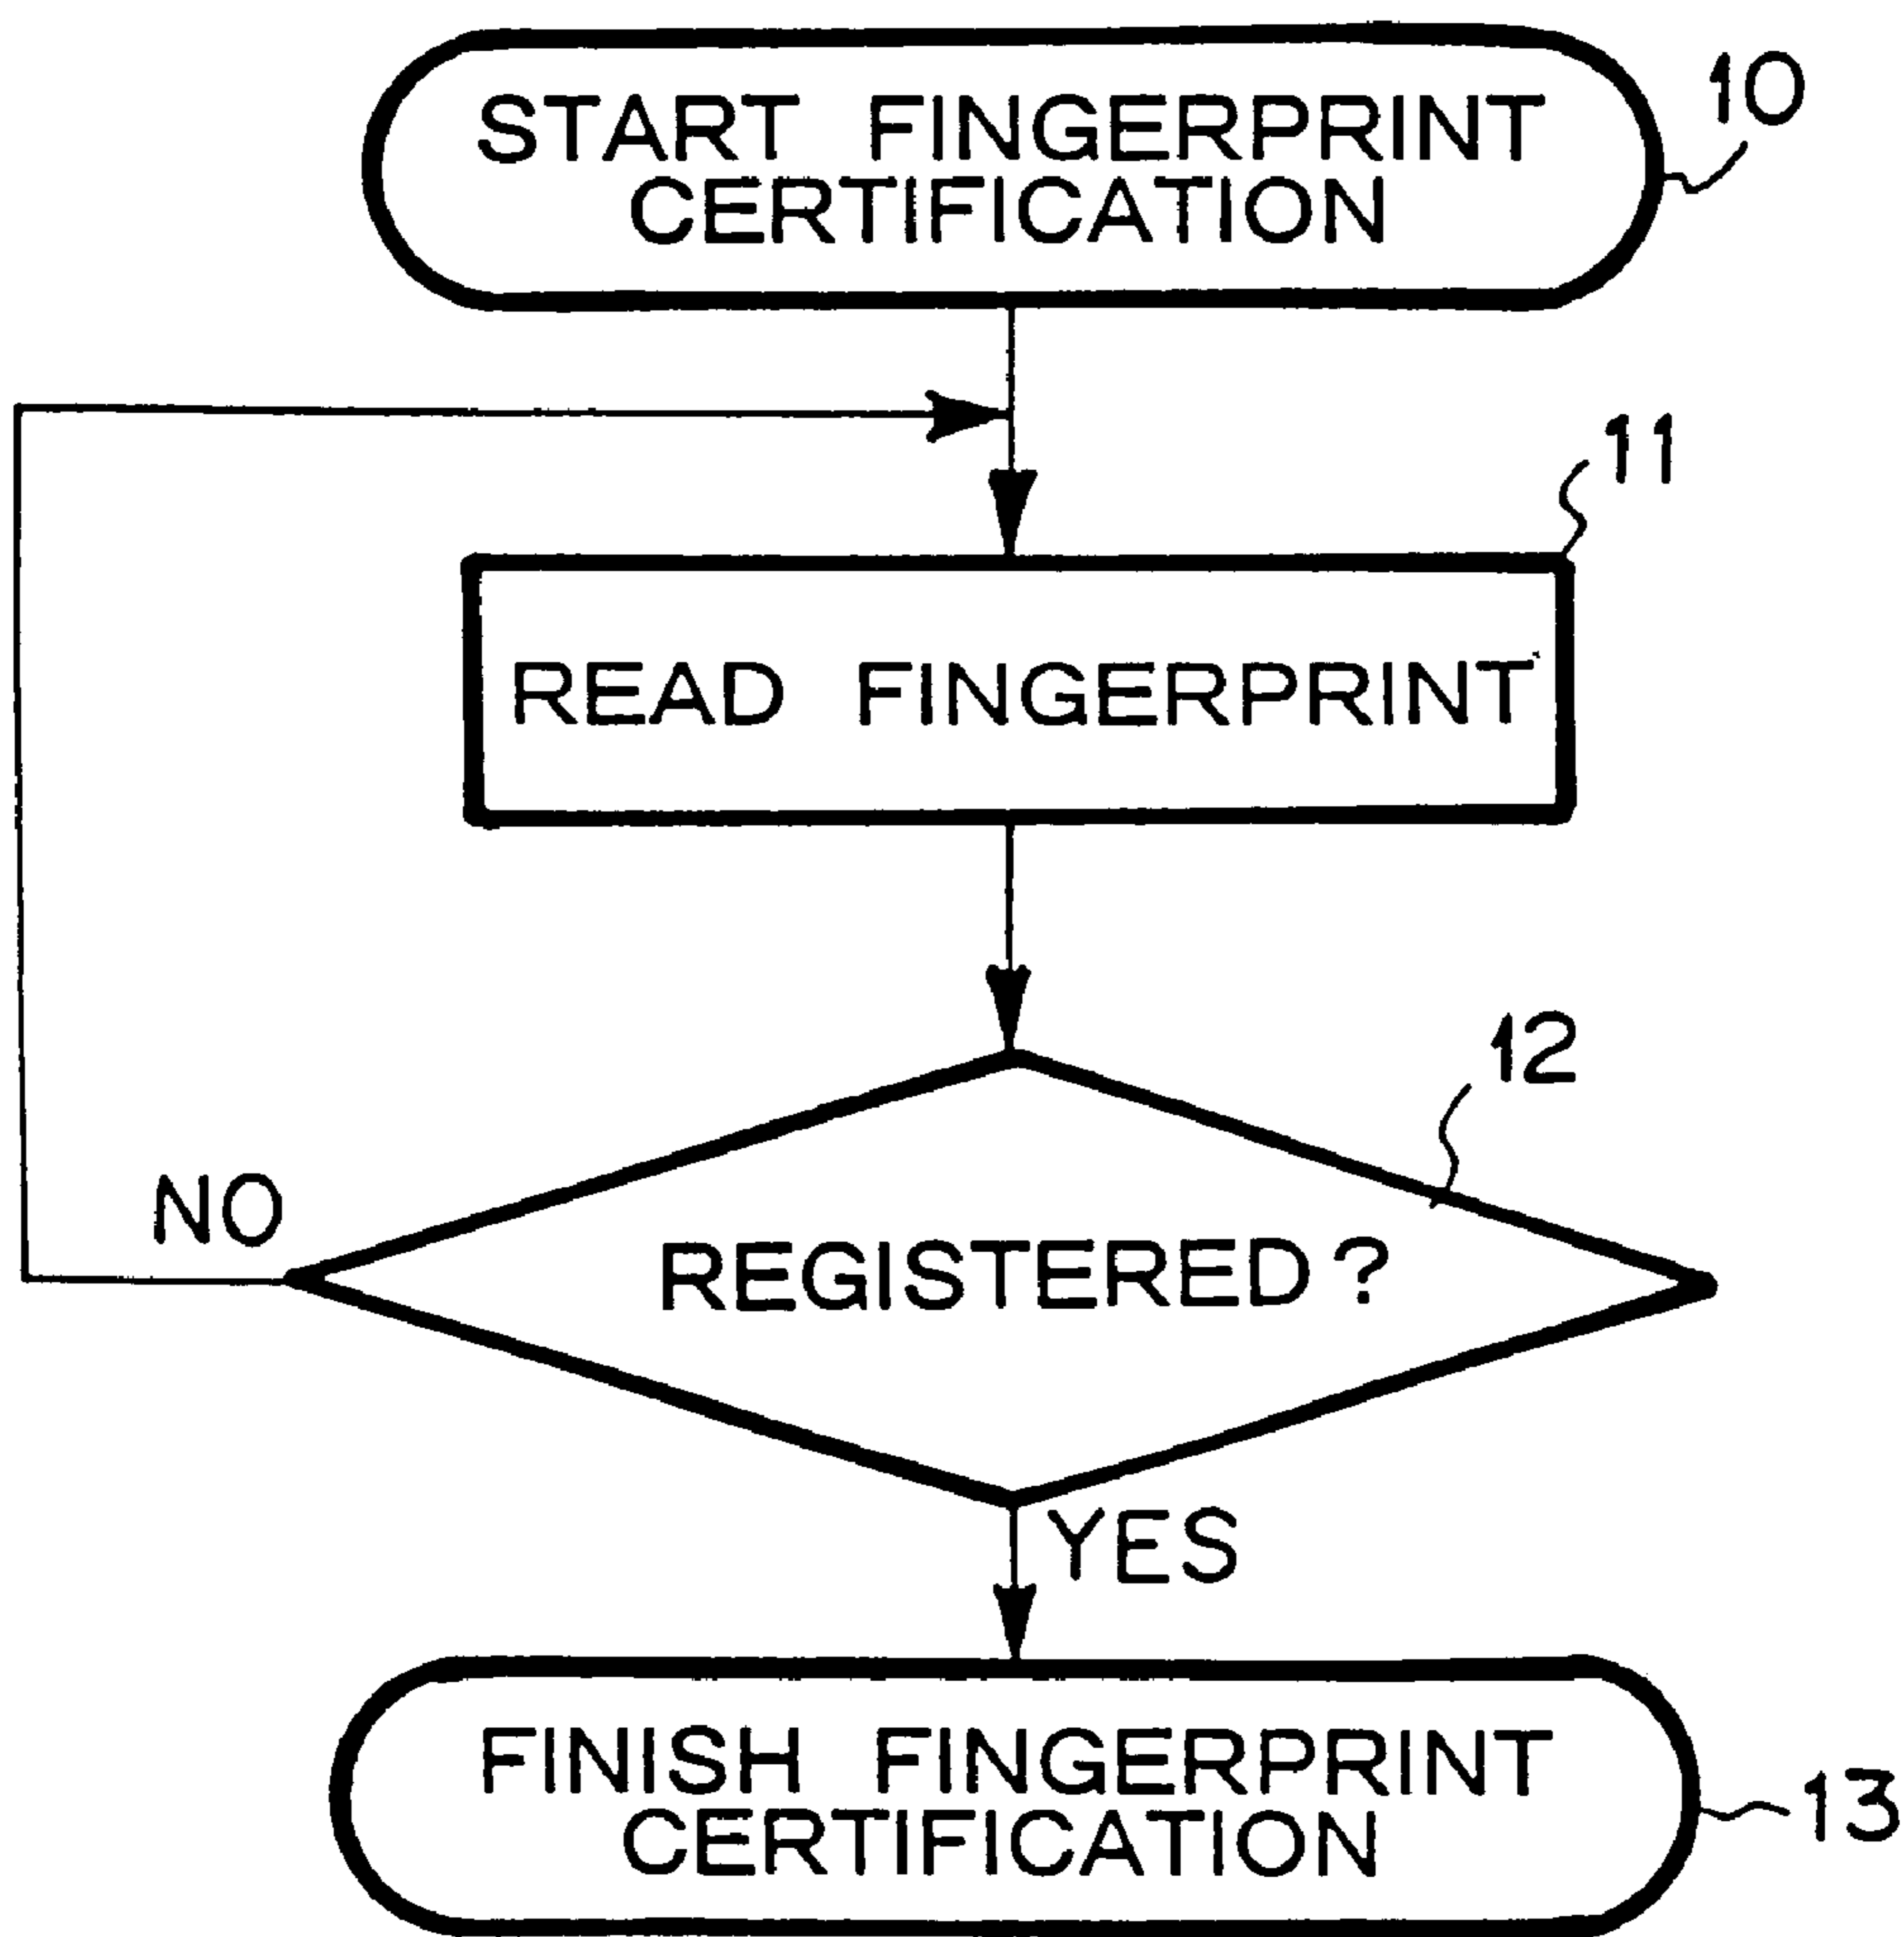 START FINGERPRINT
CERTIFICATION
10
11
READ FINGERPRINT
12
NO
REGISTERED?
YES
FINISH FINGERPRINT
CERTIFICATION
13